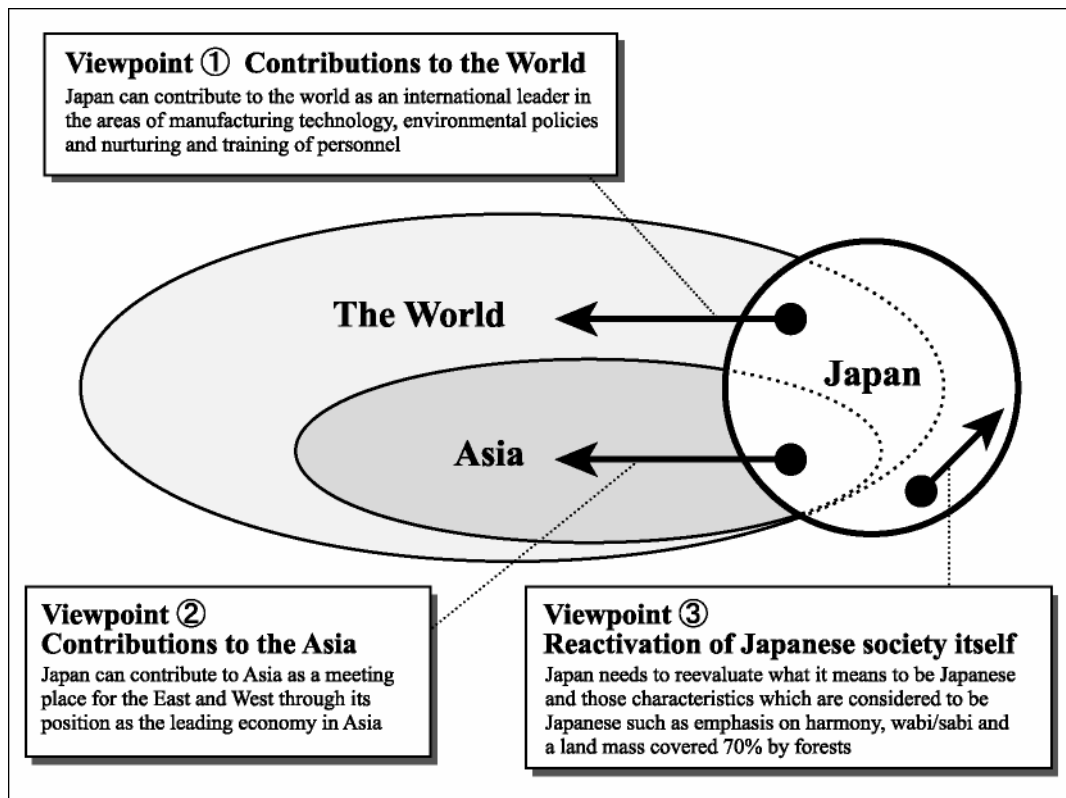 Viewpoint ① Contributions to the World
Japan can contribute to the world as an international leader in
the areas of manufacturing technology, environmental policies
and nurturing and training of personnel
The World
Japan
Asia
Viewpoint ②
Contributions to the Asia
Japan can contribute to Asia as a meeting
place for the East and West through its
position as the leading economy in Asia
Viewpoint ③
Reactivation of Japanese society itself
Japan needs to reevaluate what it means to be Japanese
and those characteristics which are considered to be
Japanese such as emphasis on harmony, wabi/sabi and
a land mass covered 70% by forests